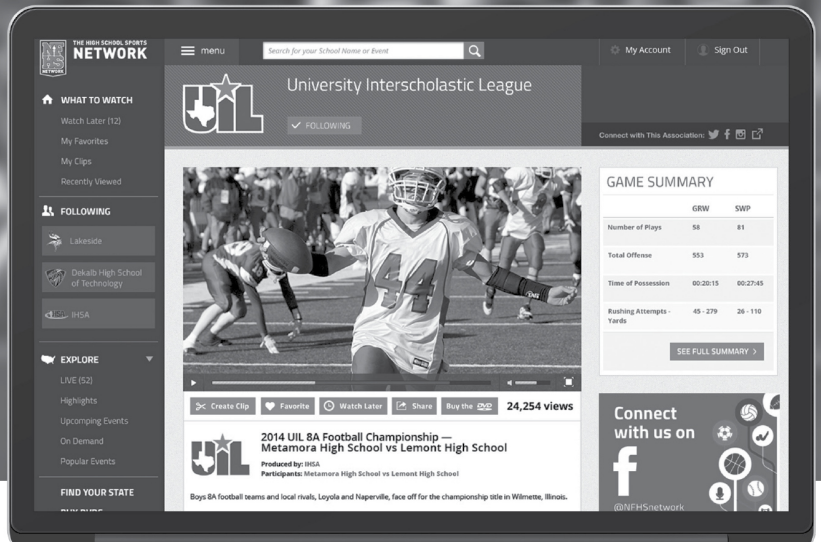 THE HIGH SCHOOL SPORTS
NETWORK
NETWORK
menu
Search for your School Name or Event
My Account
Sign Out
WHAT TO WATCH
Watch Later (12)
My Favorites
My Clips
Recently Viewed
FOLLOWING
Lakeside
Dekalb High School
of Technology
IHSA
EXPLORE
LIVE (52)
Highlights
Upcomping Events
On Demand
Popular Events
FIND YOUR STATE
UIL
University Interscholastic League
FOLLOWING
Connect with This Association:
44
Create Clip
Favorite
Watch Later
Share
Buy the DVD
24,254 views
UIL
2014 UIL 8A Football Championship —
Metamora High School vs Lemont High School
Produced by: IHSA
Participants: Metamora High School vs Lemont High School
Boys 8A football teams and local rivals, Loyola and Naperville, face off for the championship title in Wilmette, Illinois.
GAME SUMMARY
GRW SWP
Number of Plays 58 81
Total Offense 553 573
Time of Possession 00:20:15 00:27:45
Rushing Attempts - 45 - 279 26 - 110
Yards
SEE FULL SUMMARY >
Connect
with us on
f
@NFHSnetwork